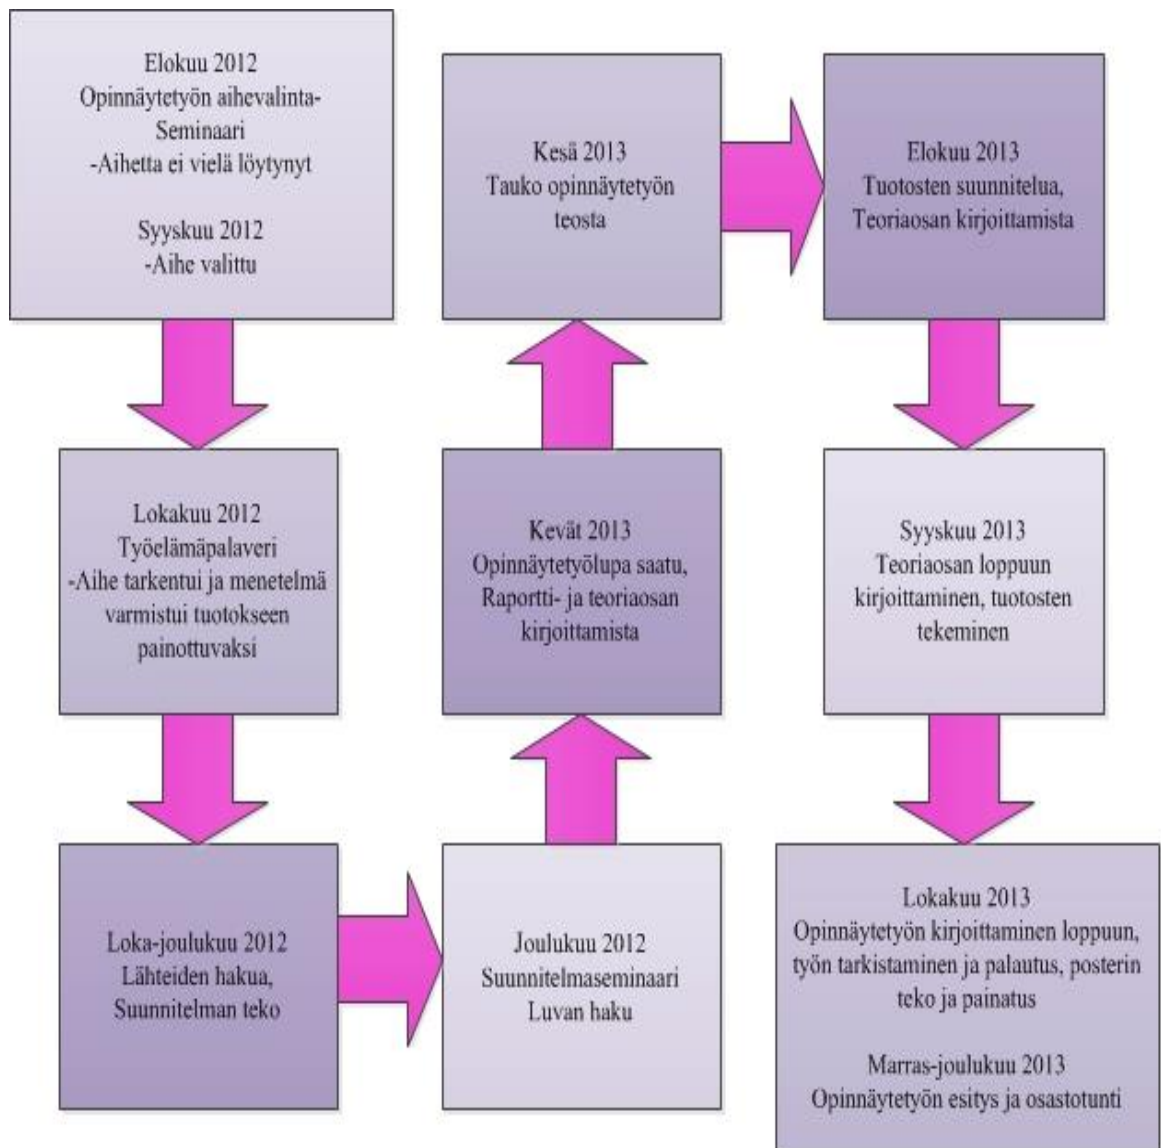 Elokuu 2012
Opinnäytetyön aihevalinta-
Seminaari
-Aihetta ei vielä löytynyt
Syyskuu 2012
-Aihe valittu
Lokakuu 2012
Työelämäpalaveri
-Aihe tarkentui ja menetelmä
varmistui tuotokseen
painottuvaksi
Loka-joulukuu 2012
Lähteiden hakua,
Suunnitelman teko
Joulukuu 2012
Suunnitelmaseminaari
Luvan haku
Kevät 2013
Opinnäytetyölupa saatu,
Raportti- ja teoriaosan
kirjoittamista
Kesä 2013
Tauko opinnäytetyön
teosta
Elokuu 2013
Tuotosten suunnitelua,
Teoriaosan kirjoittamista
Syyskuu 2013
Teoriaosan loppuun
kirjoittaminen, tuotosten
tekeminen
Lokakuu 2013
Opinnäytetyön kirjoittaminen loppuun,
työn tarkistaminen ja palautus, posterin
teko ja painatus
Marras-joulukuu 2013
Opinnäytetyön esitys ja osastotunti